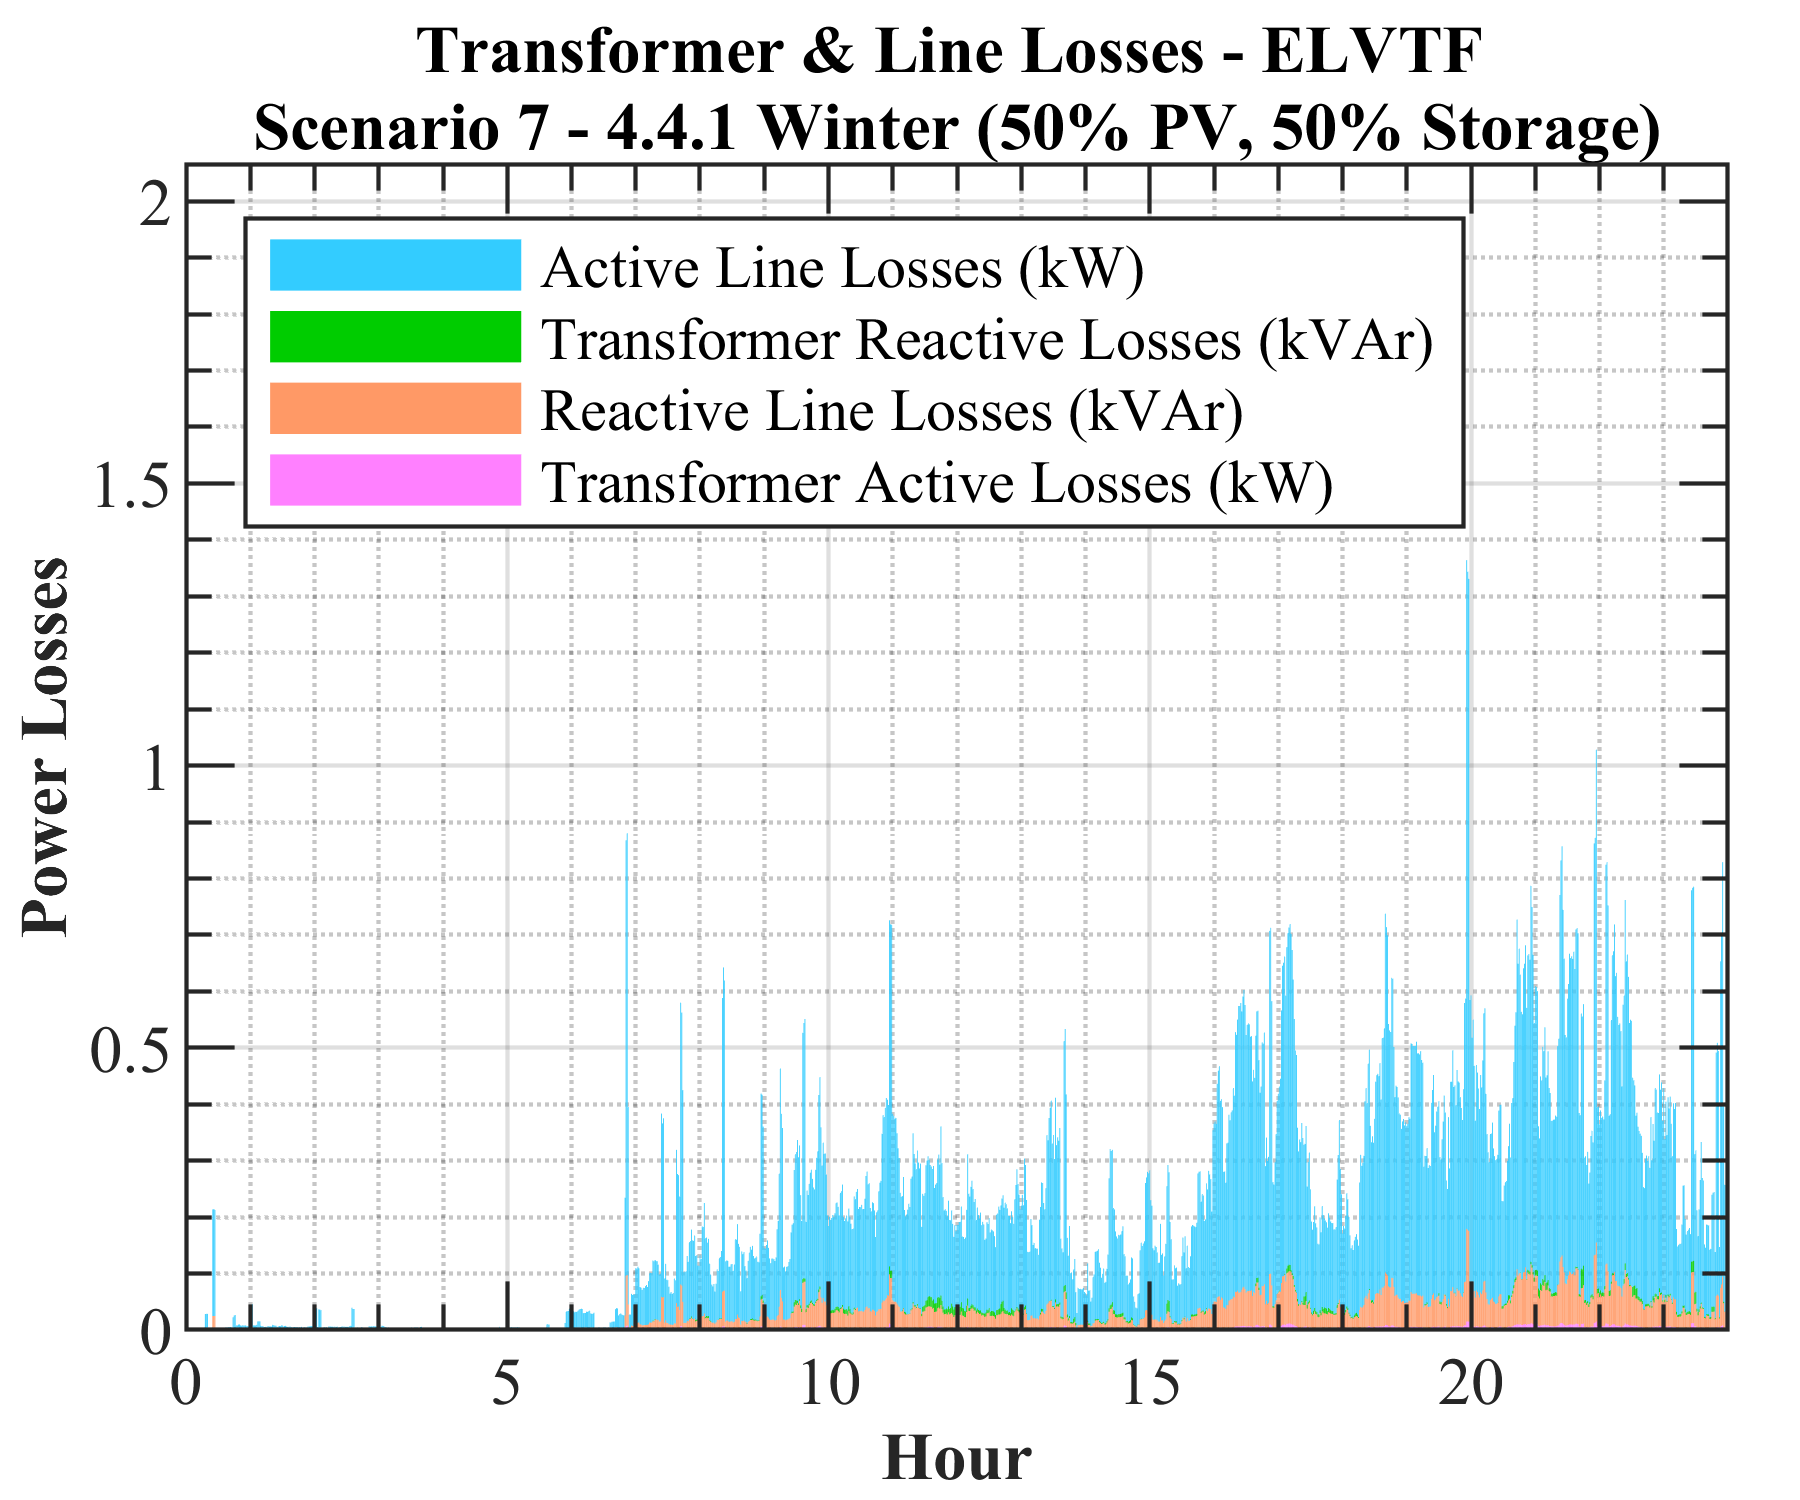 Transformer & Line Losses - ELVTF
Scenario 7 - 4.4.1 Winter (50% PV, 50% Storage)
2
1.5
1
0.5
0
Power Losses
Active Line Losses (kW)
Transformer Reactive Losses (kVAr)
Reactive Line Losses (kVAr)
Transformer Active Losses (kW)
0 5 10 15 20
Hour